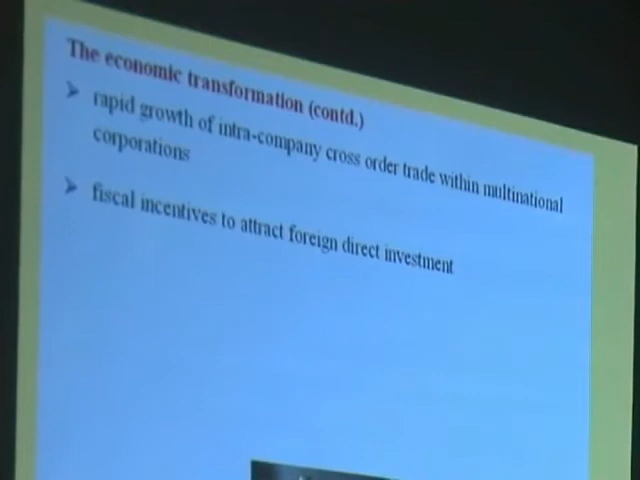 The economic transformation (contd.)
rapid growth of intra-company cross order trade within multinational
corporations
fiscal incentives to attract foreign direct investment